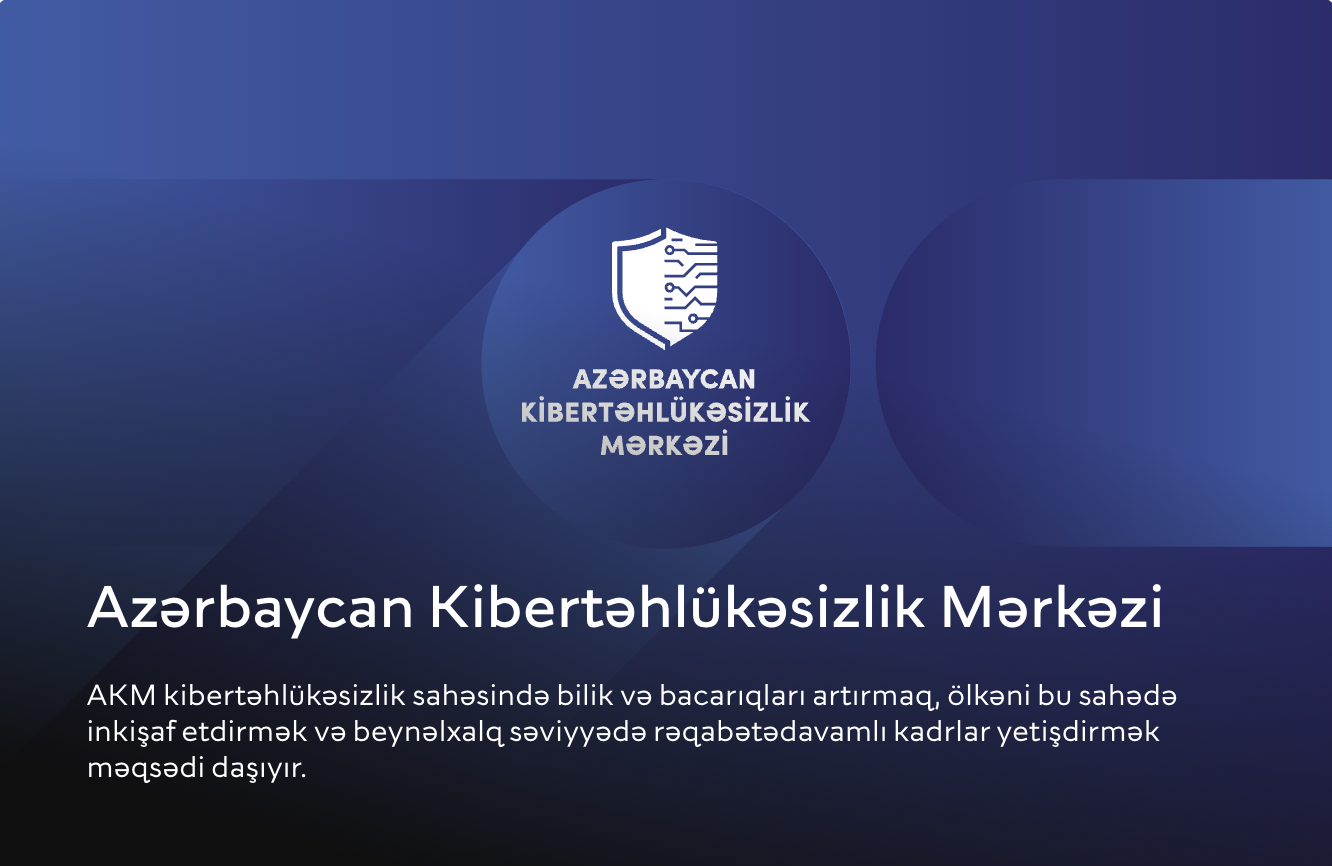 AZƏRBAYCAN
KİBERTƏHLÜKƏSİZLİK
MƏRKƏZİ
Azərbaycan Kibertəhlükəsizlik Mərkəzi
AKM kibertəhlükəsizlik sahəsində bilik və bacarıqları artırmaq, ölkəni bu sahədə
inkişaf etdirmək və beynəlxalq səviyyədə rəqabətədavamlı kadrlar yetişdirmək
məqsədi daşıyır.